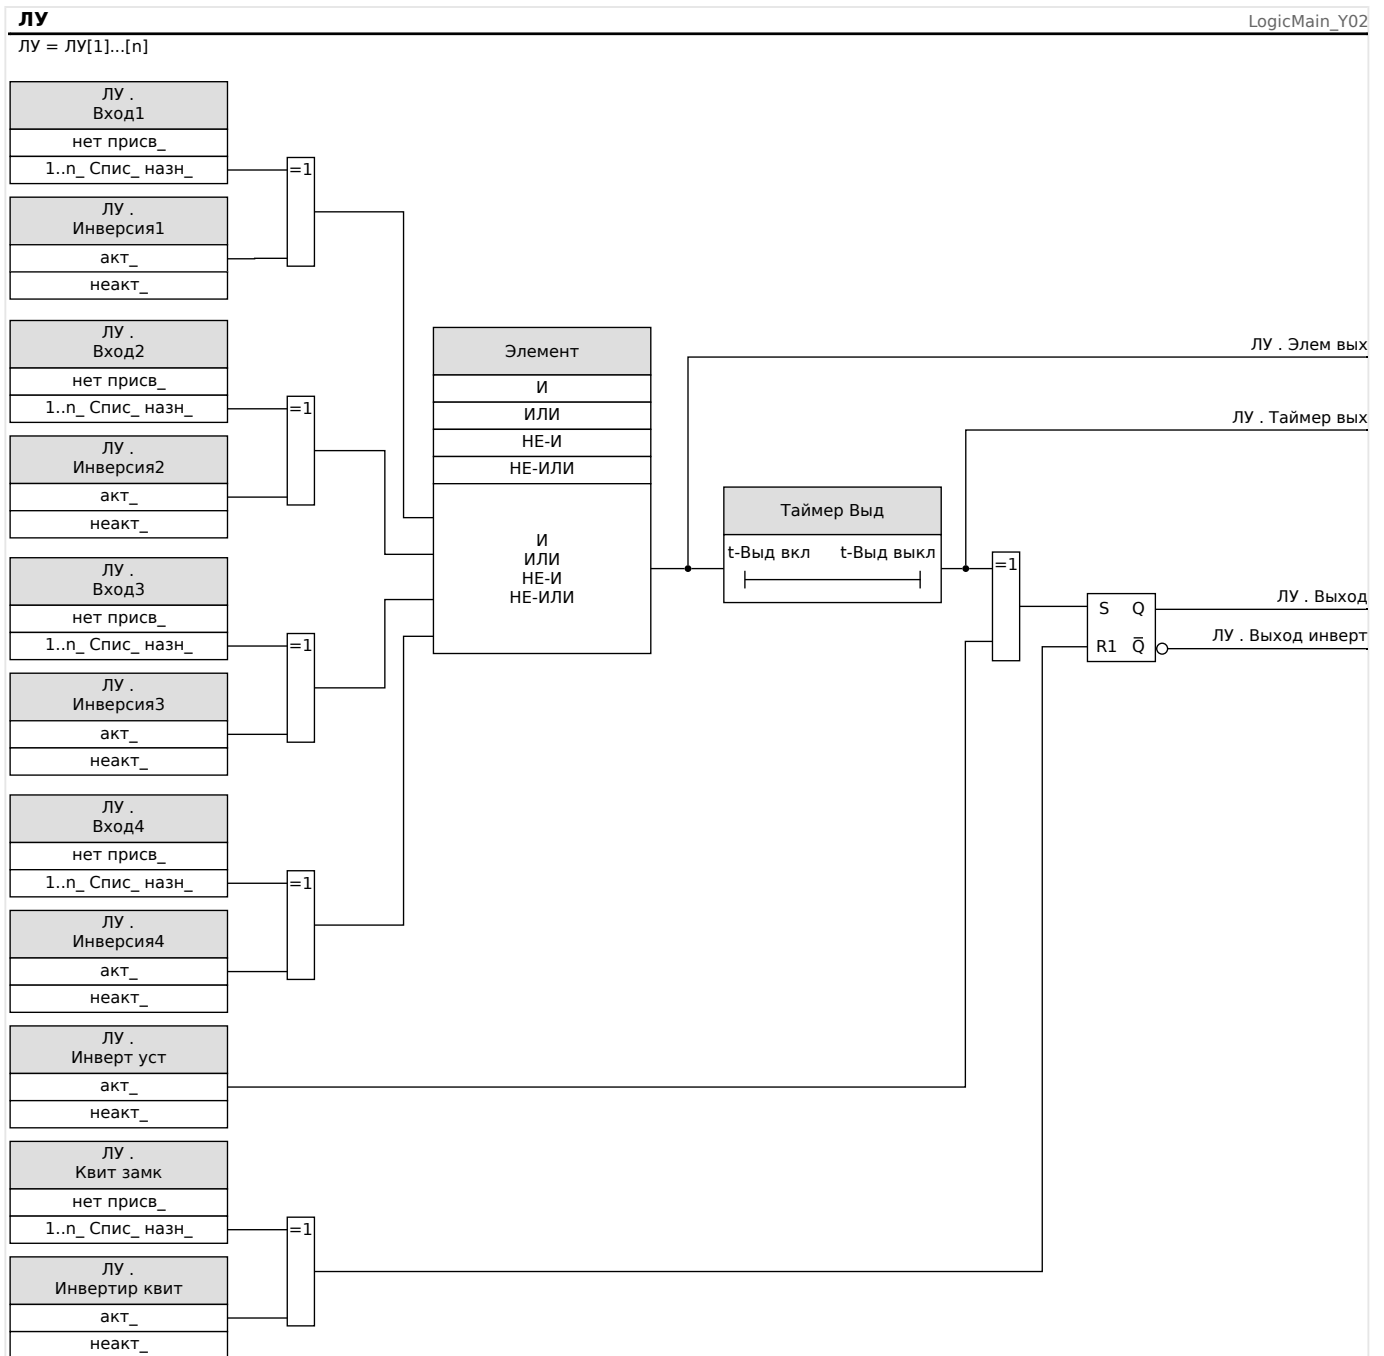 ЛУ
LogicMain_Y02
ЛУ = ЛУ[1]...[n]
ЛУ .
Вход1
нет присв_
1..n_ Спис_ назн_
=1
ЛУ .
Инверсия1
акт_
неакт_
ЛУ .
Вход2
нет присв_
1..n_ Спис_ назн_
=1
ЛУ .
Инверсия2
акт_
неакт_
ЛУ .
Вход3
нет присв_
1..n_ Спис_ назн_
=1
ЛУ .
Инверсия3
акт_
неакт_
ЛУ .
Вход4
нет присв_
1..n_ Спис_ назн_
=1
ЛУ .
Инверсия4
акт_
неакт_
ЛУ .
Инверт уст
акт_
неакт_
ЛУ .
Квит замк
нет присв_
1..n_ Спис_ назн_
=1
ЛУ .
Инвертир квит
акт_
неакт_
Элемент
И
ИЛИ
НЕ-И
НЕ-ИЛИ
И
ИЛИ
НЕ-И
НЕ-ИЛИ
Таймер Выд
t-Выд вкл t-Выд выкл
=1
S Q
R1 Q̅
ЛУ . Элем вых
ЛУ . Таймер вых
ЛУ . Выход
ЛУ . Выход инверт